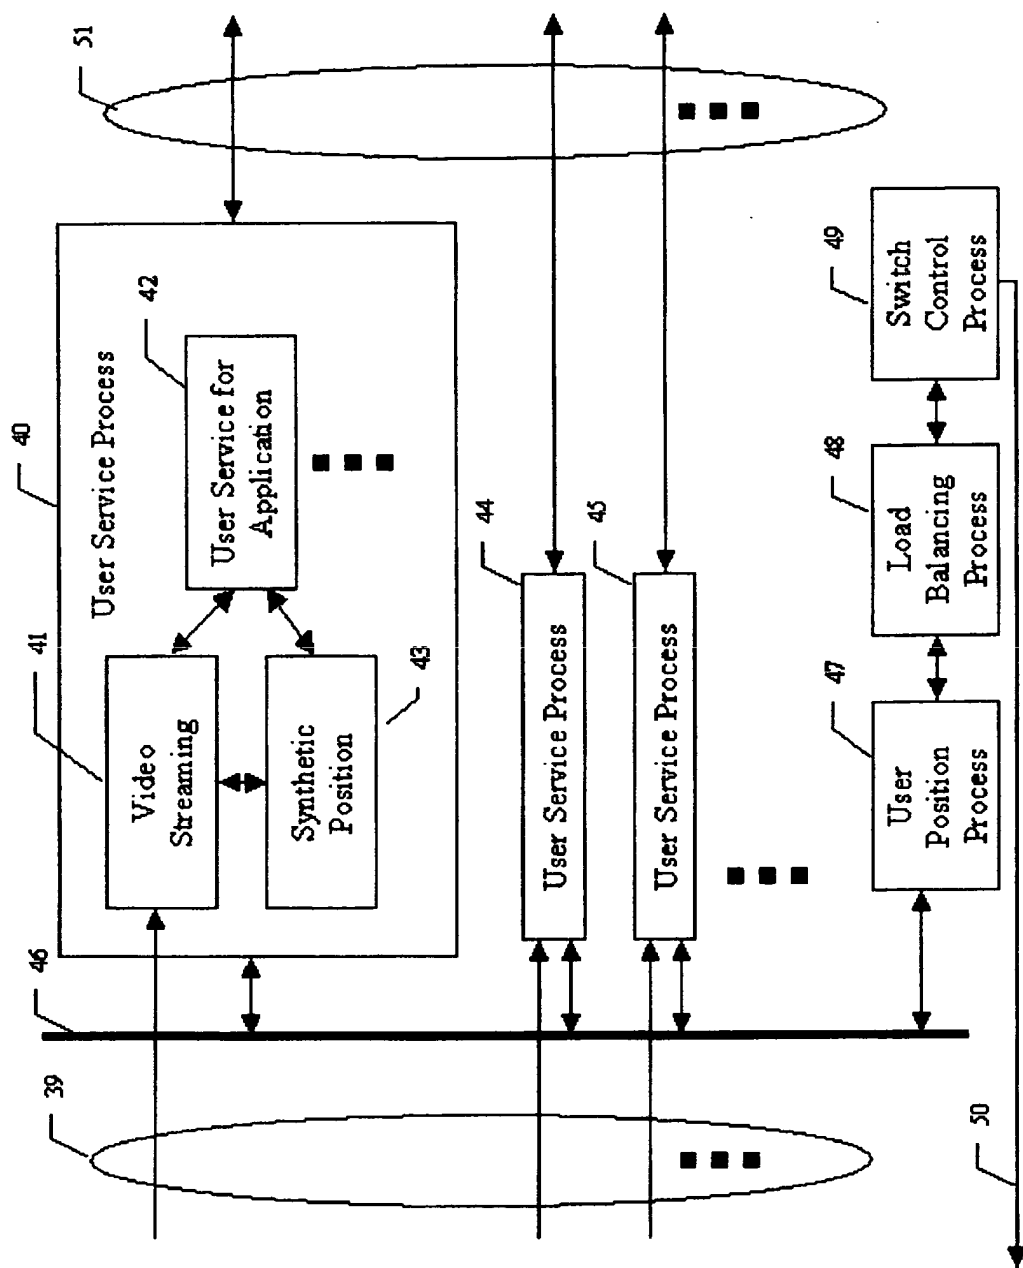 51
40
User Service Process
42
User Service for
Application
41
Video
Streaming
43
Synthetic
Position
44
User Service Process
45
User Service Process
46
39
47
User
Position
Process
48
Load
Balancing
Process
49
Switch
Control
Process
50